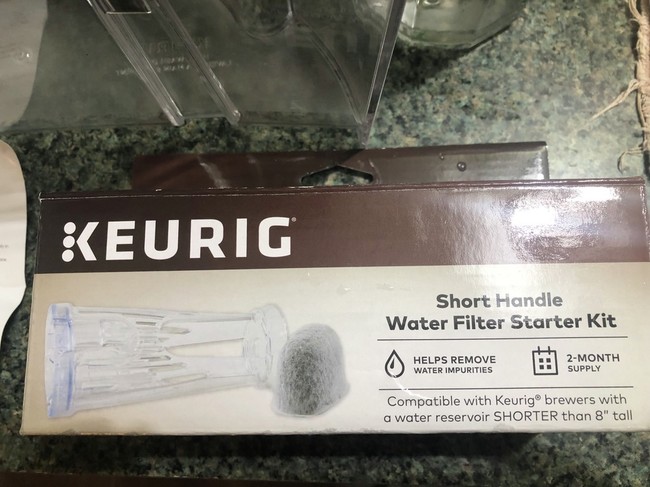 KEURIG®
Short Handle
Water Filter Starter Kit
HELPS REMOVE
WATER IMPURITIES
2-MONTH
SUPPLY
Compatible with Keurig® brewers with
a water reservoir SHORTER than 8” tall